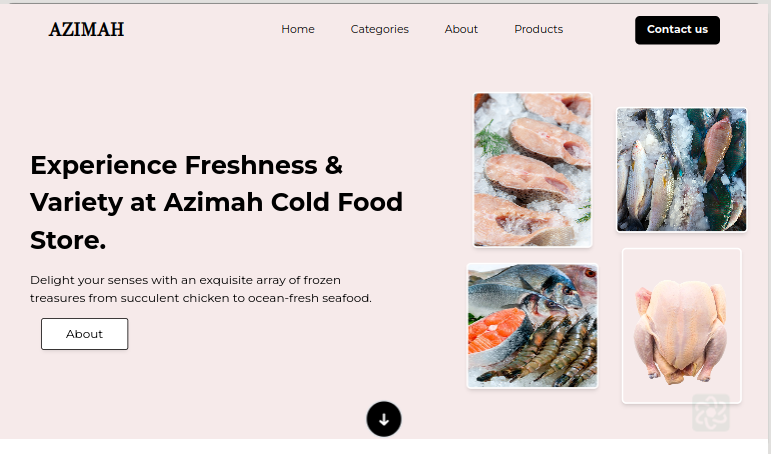 AZIMAH
Home
Categories
About
Products
Contact us
Experience Freshness &
Variety at Azimah Cold Food
Store.
Delight your senses with an exquisite array of frozen
treasures from succulent chicken to ocean-fresh seafood.
About